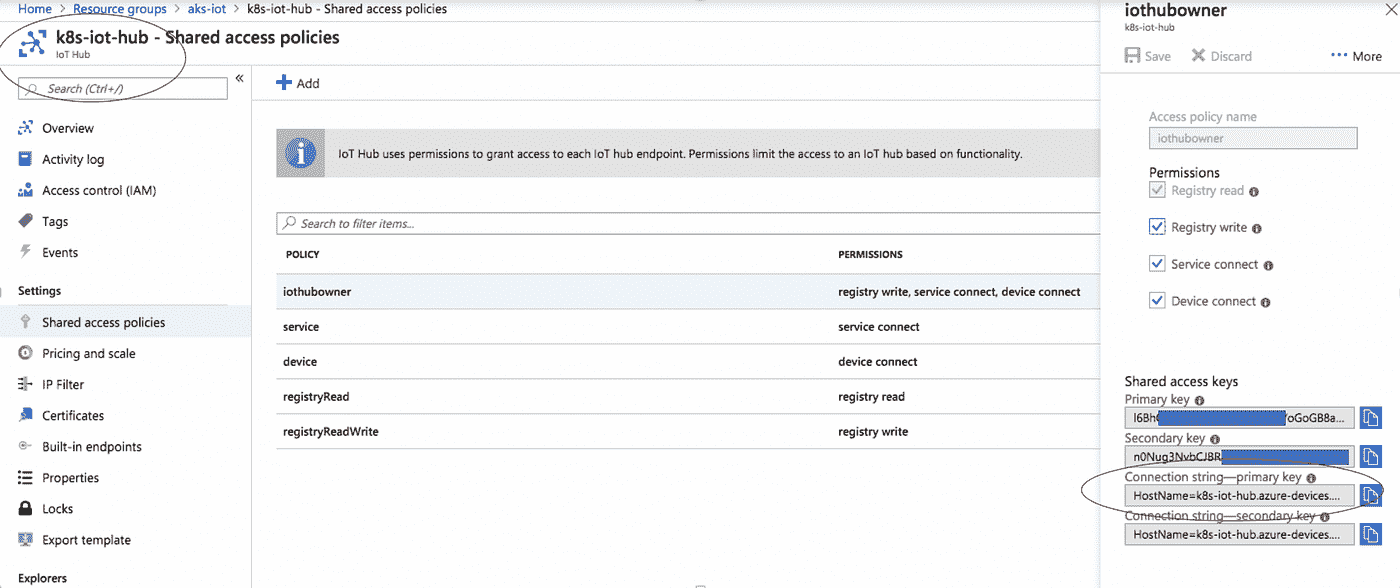 Home > Resource groups > aks-iot > k8s-iot-hub - Shared access policies
k8s-iot-hub - Shared access policies
IoT Hub
Search (Ctrl+/)
«
Overview
Activity log
Access control (IAM)
Tags
Events
Settings
Shared access policies
Pricing and scale
IP Filter
Certificates
Built-in endpoints
Properties
Locks
Export template
Explorers
Add
IoT Hub uses permissions to grant access to each IoT hub endpoint. Permissions limit the access to an IoT hub based on functionality.
Search to filter items...
POLICY PERMISSIONS
iothubowner registry write, service connect, device connect
service service connect
device device connect
registryRead registry read
registryReadWrite registry write
iothubowner
k8s-iot-hub
Save Discard More
Access policy name
iothubowner
Permissions
Registry read
Registry write
Service connect
Device connect
Shared access keys
Primary key
oGoGB8a...
Secondary key
n0Nug3NvbCJBR
Connection string—primary key
HostName=k8s-iot-hub.azure-devices....
Connection string—secondary key
HostName=k8s-iot-hub.azure-devices....